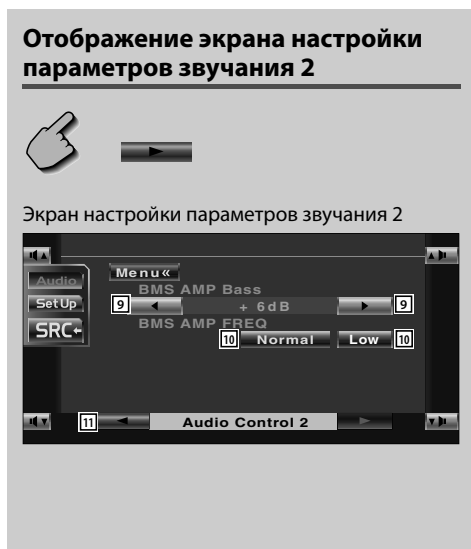 Отображение экрана настройки
параметров звучания 2
Экран настройки параметров звучания 2
Audio
Menu«
BMS AMP Bass
SetUp
9 + 6dB 9
SRC
BMS AMP FREQ
10 Normal Low 10
11 Audio Control 2